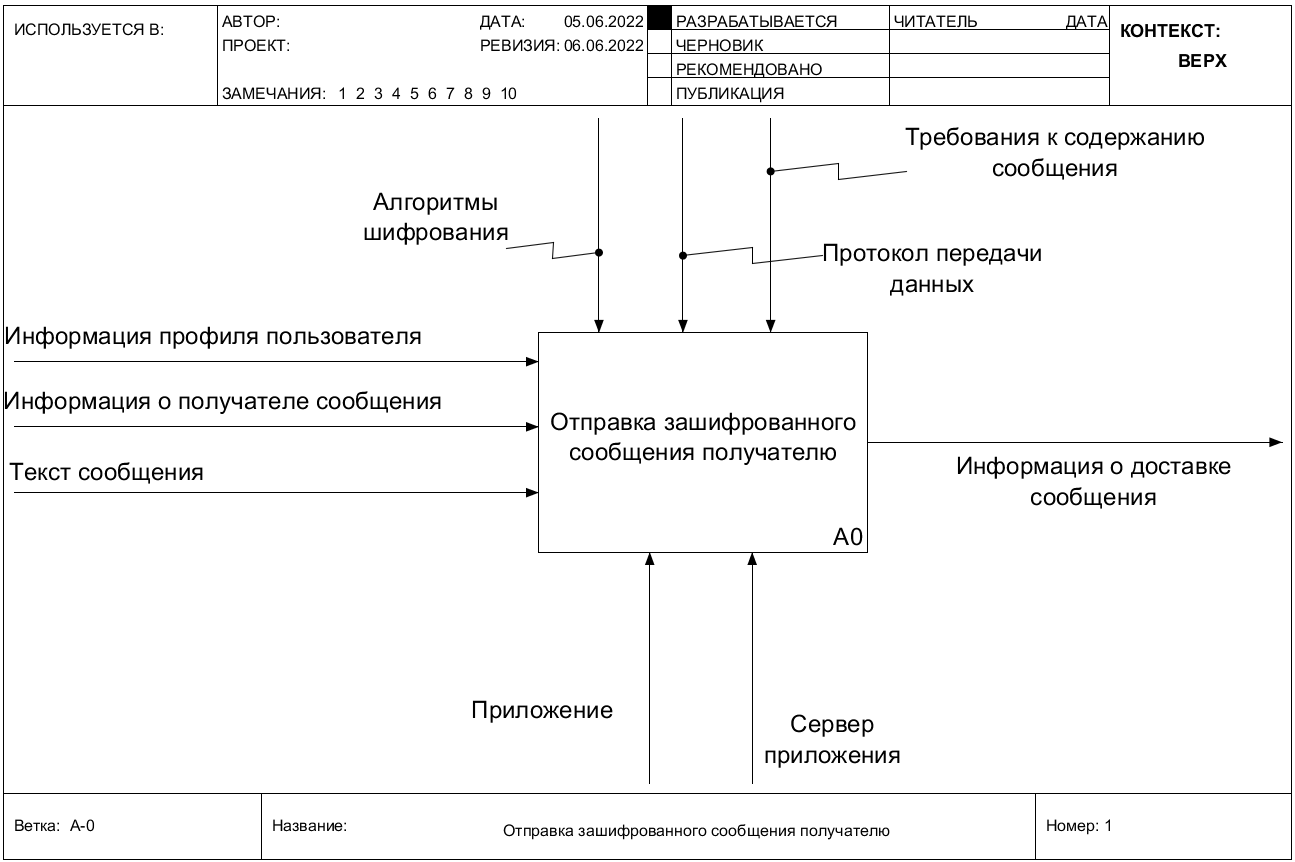 ИСПОЛЬЗУЕТСЯ В:
АВТОР:
ДАТА: 05.06.2022
ПРОЕКТ:
РЕВИЗИЯ: 06.06.2022
ЗАМЕЧАНИЯ: 1 2 3 4 5 6 7 8 9 10
РАЗРАБАТЫВАЕТСЯ
ЧЕРНОВИК
РЕКОМЕНДОВАНО
ПУБЛИКАЦИЯ
ЧИТАТЕЛЬ ДАТА
КОНТЕКСТ:
ВЕРХ
Требования к содержанию
сообщения
Алгоритмы
шифрования
Протокол передачи
данных
Информация профиля пользователя
Информация о получателе сообщения
Текст сообщения
Отправка зашифрованного
сообщения получателю
A0
Информация о доставке
сообщения
Приложение
Сервер
приложения
Ветка: A-0
Название:
Отправка зашифрованного сообщения получателю
Номер: 1